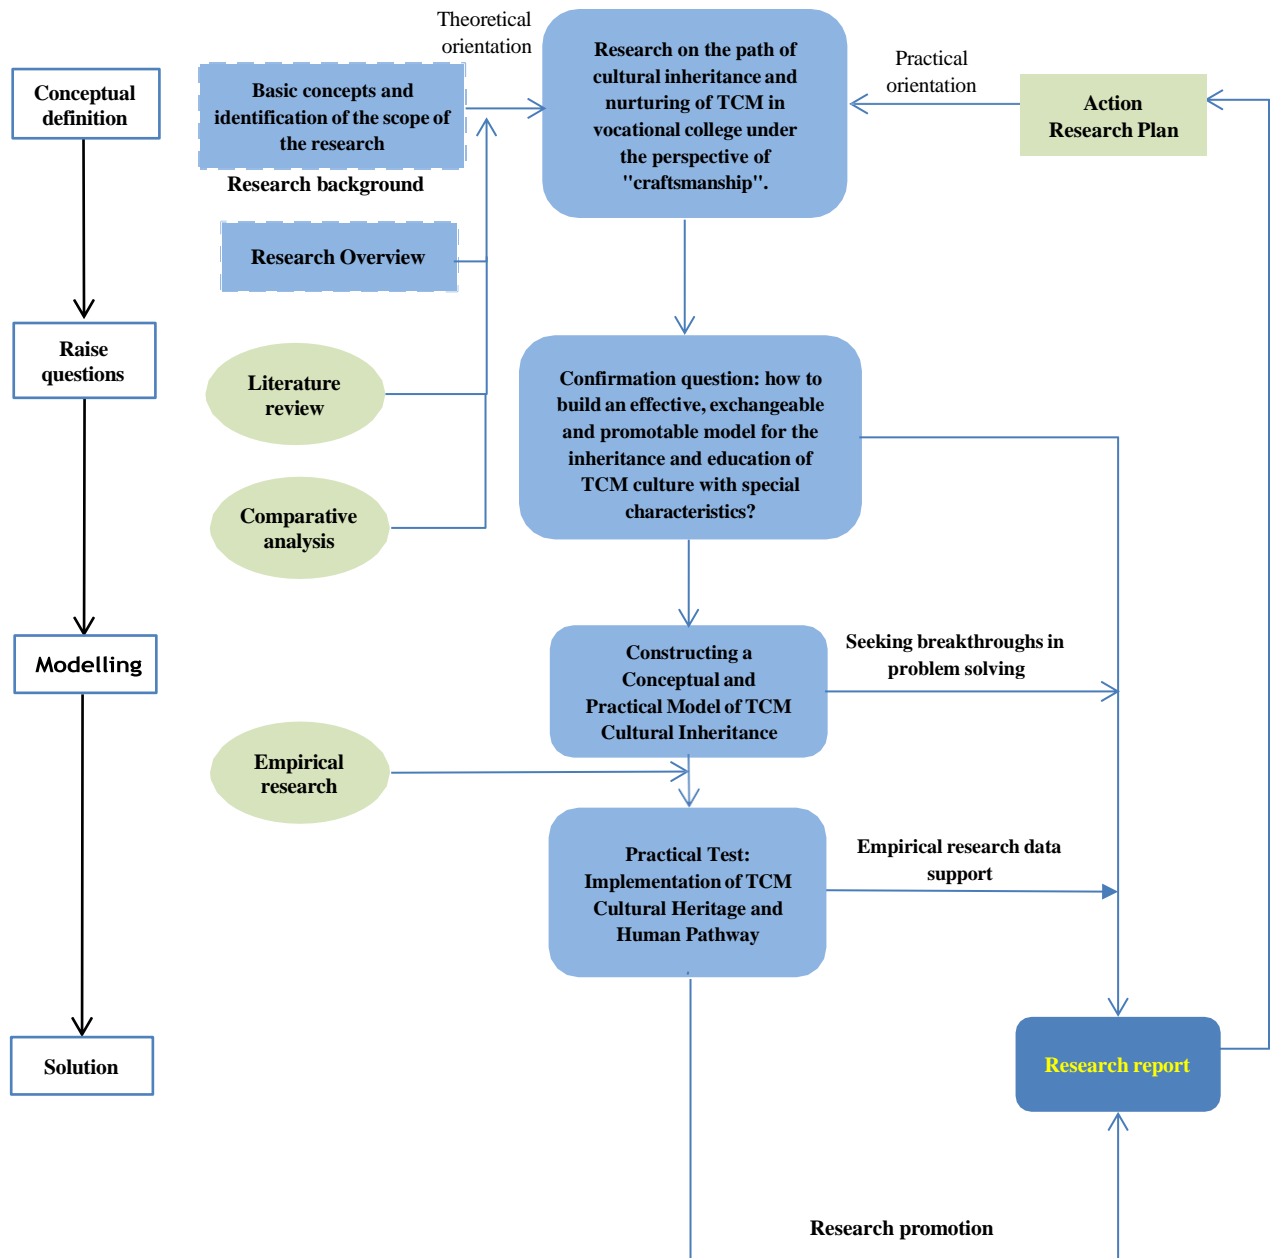 Theoretical
orientation
Conceptual
definition
Basic concepts and
identification of the scope of
the research
Research background
Research on the path of
cultural inheritance and
nurturing of TCM in
vocational college under
the perspective of
"craftsmanship".
Practical
orientation
Action
Research Plan
Research Overview
Raise
questions
Literature
review
Confirmation question: how to
build an effective, exchangeable
and promotable model for the
inheritance and education of
TCM culture with special
characteristics?
Comparative
analysis
Modelling
Constructing a
Conceptual and
Practical Model of TCM
Cultural Inheritance
Seeking breakthroughs in
problem solving
Empirical
research
Practical Test:
Implementation of TCM
Cultural Heritage and
Human Pathway
Empirical research data
support
Solution
Research report
Research promotion